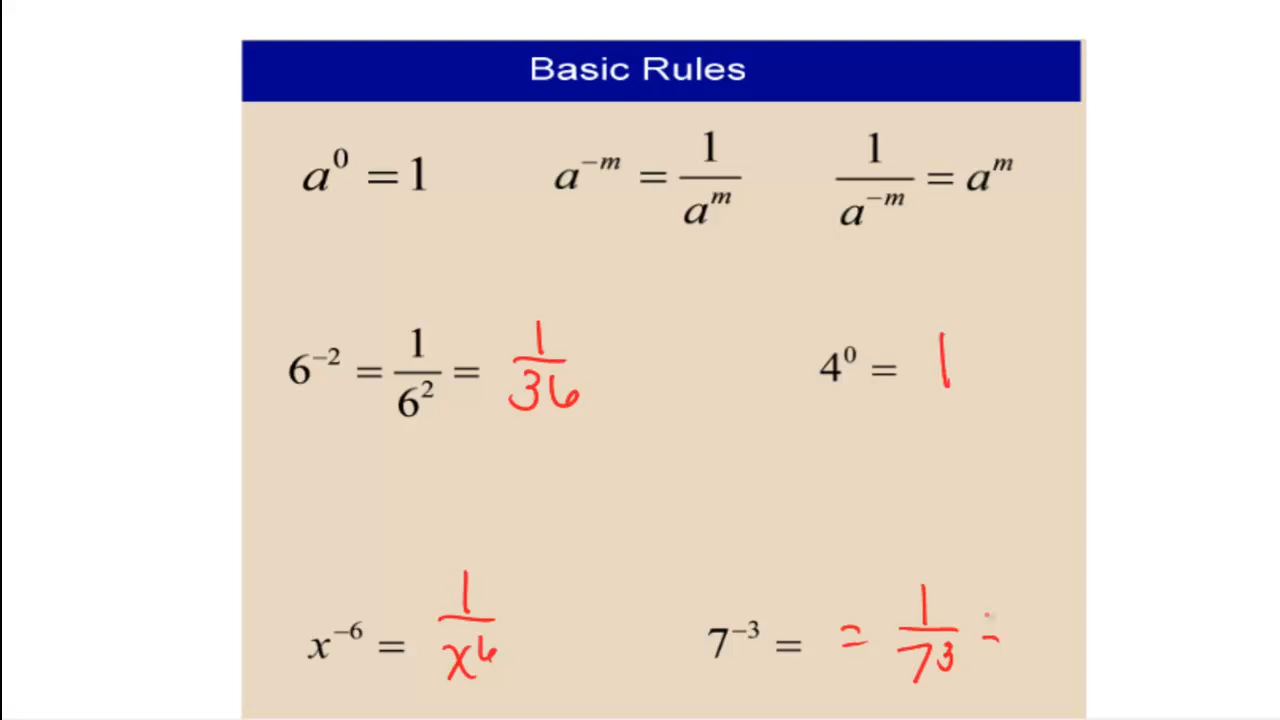 Basic Rules
a⁰ = 1    a⁻ᵐ = 1/aᵐ    1/a⁻ᵐ = aᵐ
6⁻² = 1/6² = 1/36    4⁰ = 1
x⁻⁶ = 1/x⁶    7⁻³ = = 1/7³ =